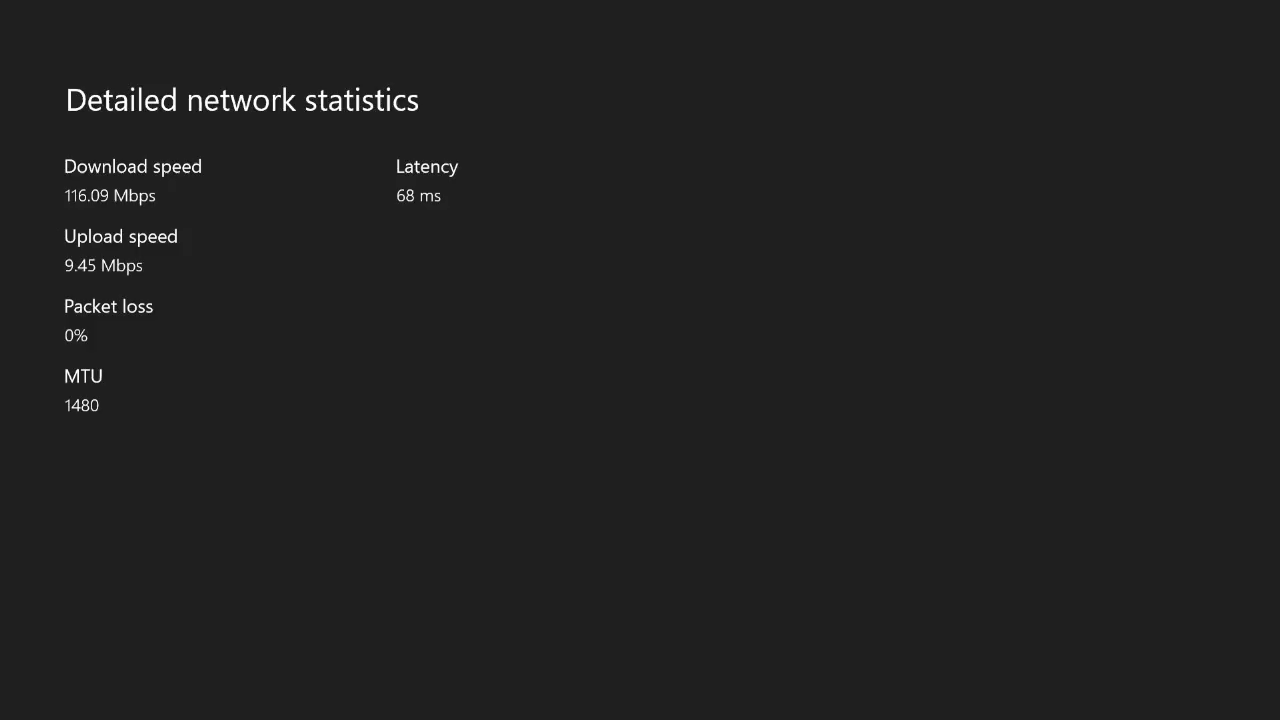 Detailed network statistics
Download speed
116.09 Mbps
Upload speed
9.45 Mbps
Packet loss
0%
MTU
1480
Latency
68 ms